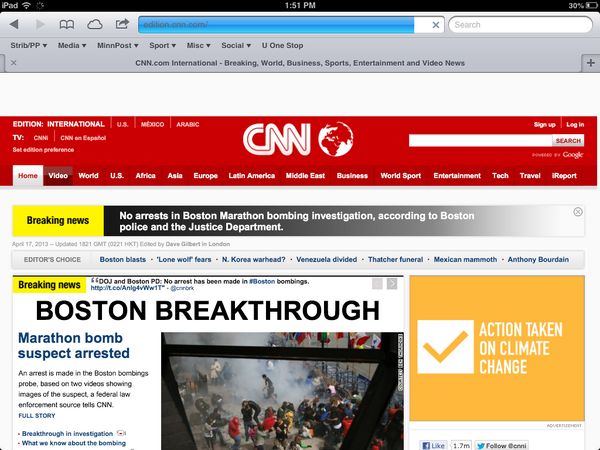 iPad
1:51 PM
30%
edition.cnn.com/
Search
Strib/PP Media MinnPost Sport Misc Social U One Stop
CNN.com International - Breaking, World, Business, Sports, Entertainment and Video News
EDITION: INTERNATIONAL U.S. MÉXICO ARABIC
TV: CNNi CNN en Español
Set edition preference
CNN
Sign up Log in
SEARCH
POWERED BY Google
Home Video World U.S. Africa Asia Europe Latin America Middle East Business World Sport Entertainment Tech Travel iReport
Breaking news
No arrests in Boston Marathon bombing investigation, according to Boston
police and the Justice Department.
April 17, 2013 -- Updated 1821 GMT (0221 HKT) Edited by Dave Gilbert in London
EDITOR'S CHOICE Boston blasts • 'Lone wolf' fears • N. Korea warhead? • Venezuela divided • Thatcher funeral • Mexican mammoth • Anthony Bourdain
Breaking news
“DOJ and Boston PD: No arrest has been made in #Boston bombings.
@cnnbrk
BOSTON BREAKTHROUGH
Marathon bomb
suspect arrested
An arrest is made in the Boston bombings
probe, based on two videos showing
images of the suspect, a federal law
enforcement source tells CNN.
FULL STORY
Breakthrough in investigation
What we know about the bombing
ACTION TAKEN
ON CLIMATE
CHANGE
ADVERTISEMENT
Like 1.7m Follow @cnni